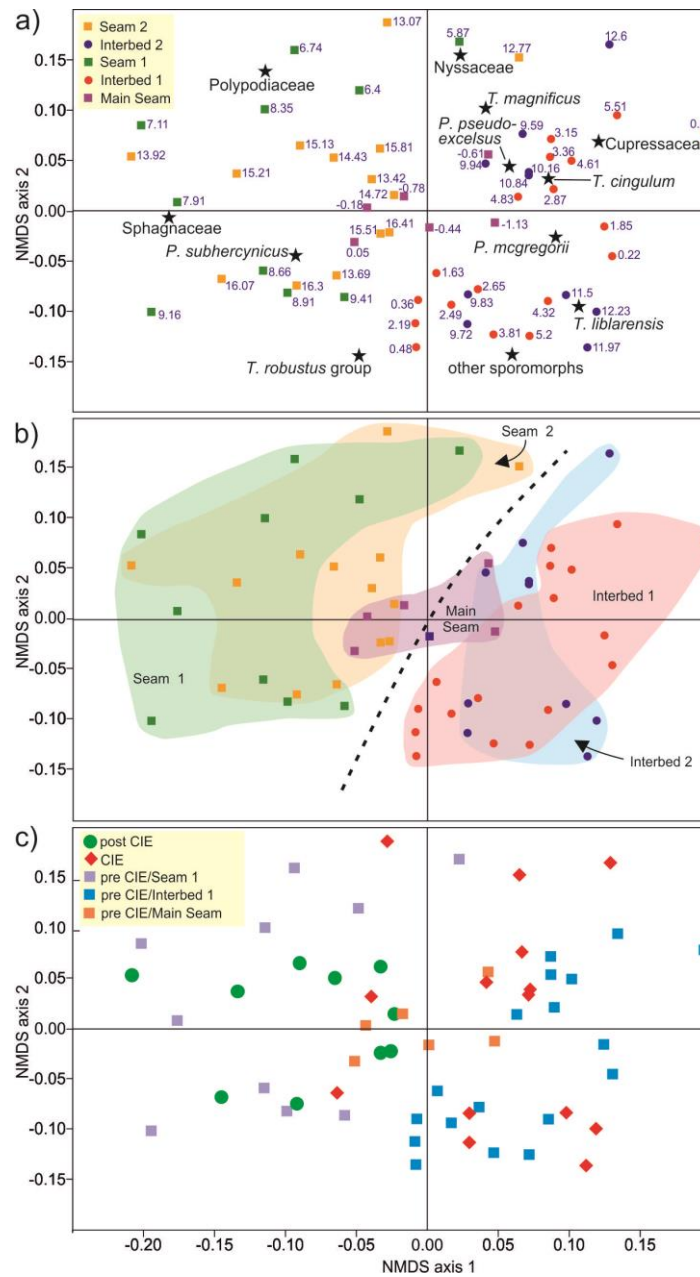 a)
Seam 2
Interbed 2
Seam 1
Interbed 1
Main Seam
NMDS axis 2
0.15
0.10
0.05
0.00
-0.05
-0.10
-0.15
13.07
6.74
5.87
12.77
12.6
Polypodiaceae
Nyssaceae
6.4
T. magnificus
8.35
5.51
7.11
P. pseudo-
excelsus
9.59
3.15
Cupressaceae
0.
15.13
15.81
-0.61
3.36
13.92
14.43
9.94
10.16
4.61
15.21
13.42
10.84
T. cingulum
14.72
-0.78
4.83
2.87
7.91
-0.18
Sphagnaceae
16.41
-0.44
-1.13
1.85
15.51
0.05
P. mcgregorii
P. subhercynicus
0.22
8.66
13.69
1.63
16.07
16.3
2.65
11.5
8.91
9.41
0.36
9.83
4.32
12.23
9.16
2.49
T. liblarensis
2.19
9.72
3.81
5.2
11.97
0.48
T. robustus group
other sporomorphs
b)
NMDS axis 2
0.15
0.10
0.05
0.00
-0.05
-0.10
-0.15
Seam 2
Main
Seam
Interbed 1
Seam 1
Interbed 2
c)
post CIE
CIE
pre CIE/Seam 1
pre CIE/Interbed 1
pre CIE/Main Seam
NMDS axis 2
0.15
0.10
0.05
0.00
-0.05
-0.10
-0.15
-0.20
-0.15
-0.10
-0.05
0.00
0.05
0.10
0.15
NMDS axis 1